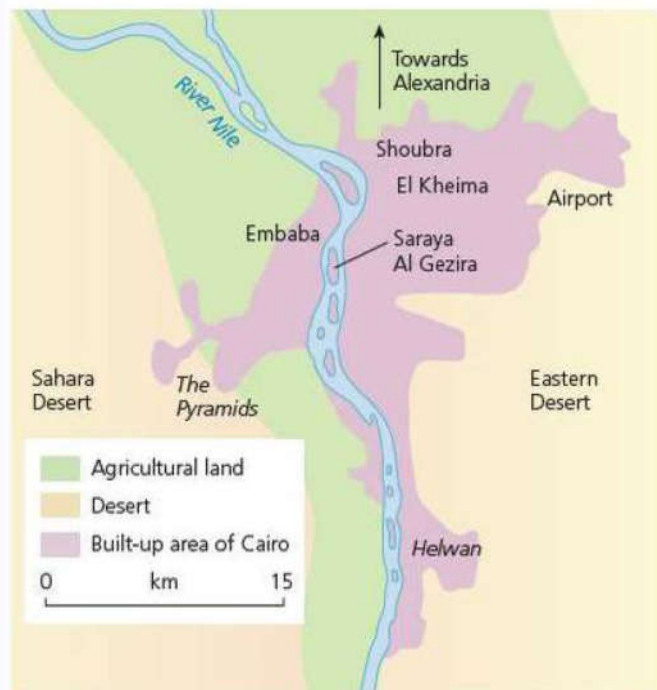 Towards
Alexandria
River Nile
Shoubra
El Kheima
Airport
Embaba
Saraya
Al Gezira
Sahara
Desert
The
Pyramids
Eastern
Desert
Agricultural land
Desert
Built-up area of Cairo
0 km 15
Helwan